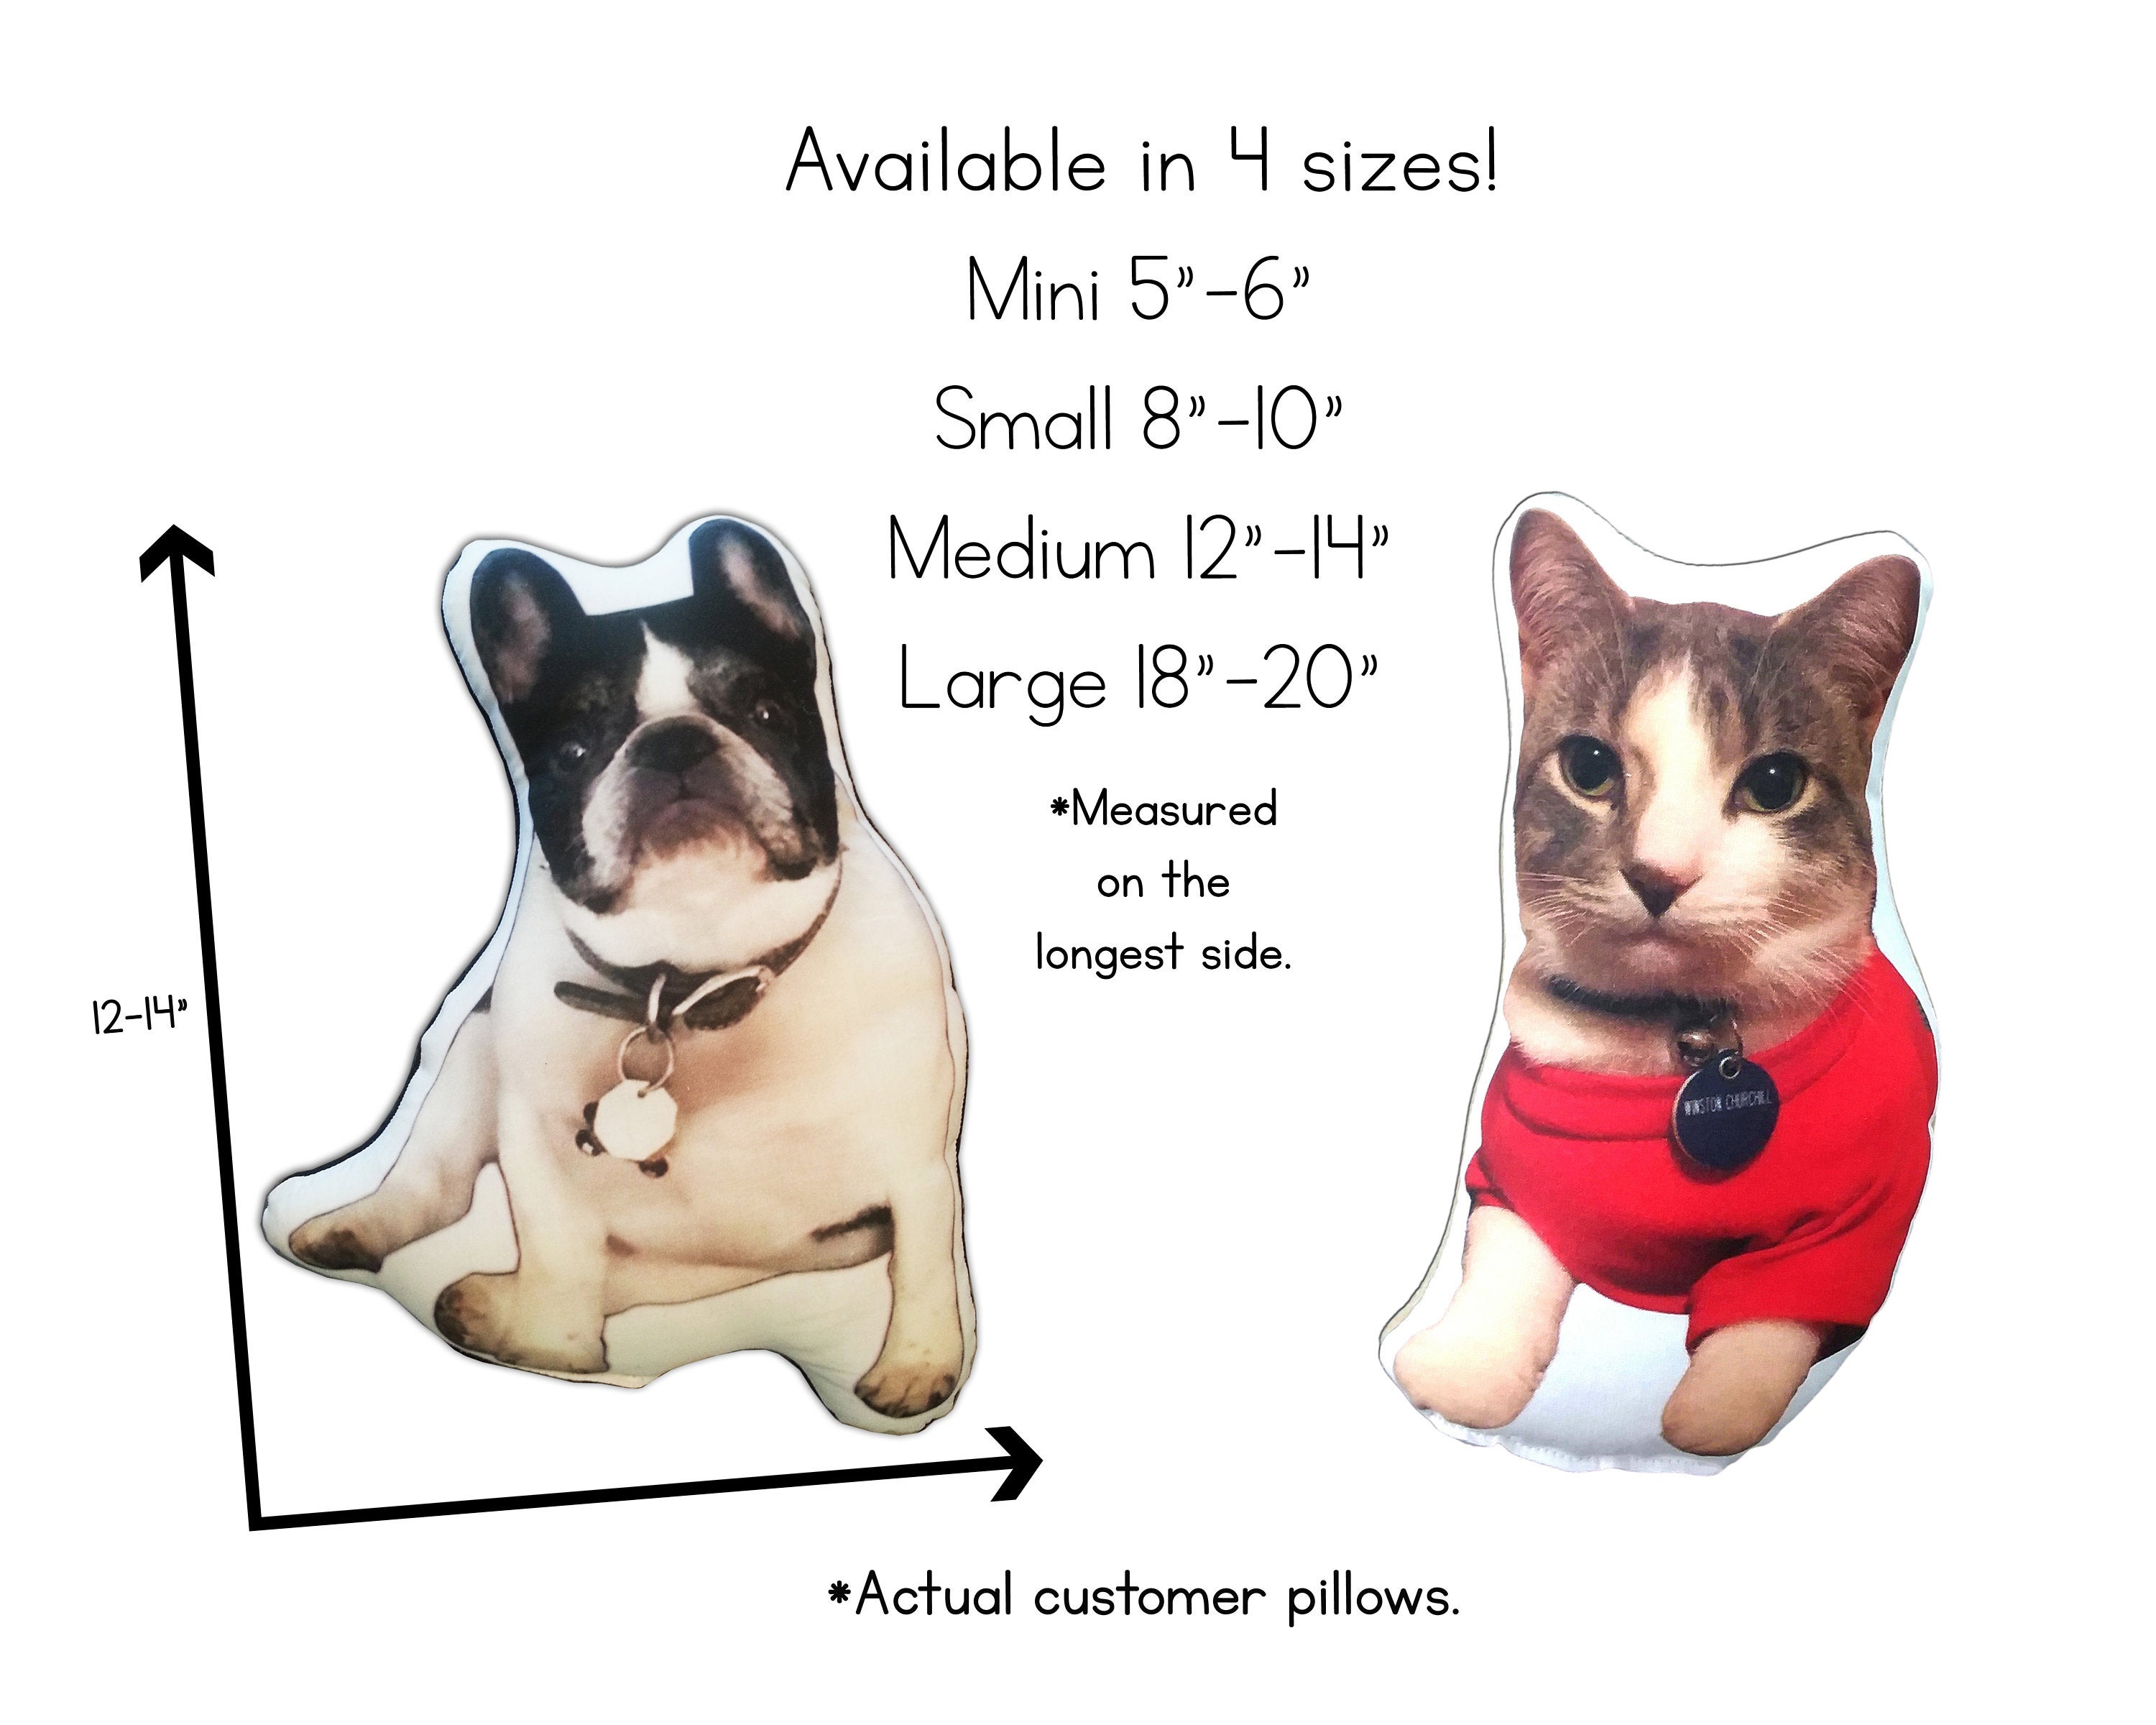 Available in 4 sizes!
Mini 5”-6”
Small 8”-10”
Medium 12”-14”
Large 18”-20”
*Measured
on the
longest side.
12-14”
WINSTON CHURCHILL
*Actual customer pillows.